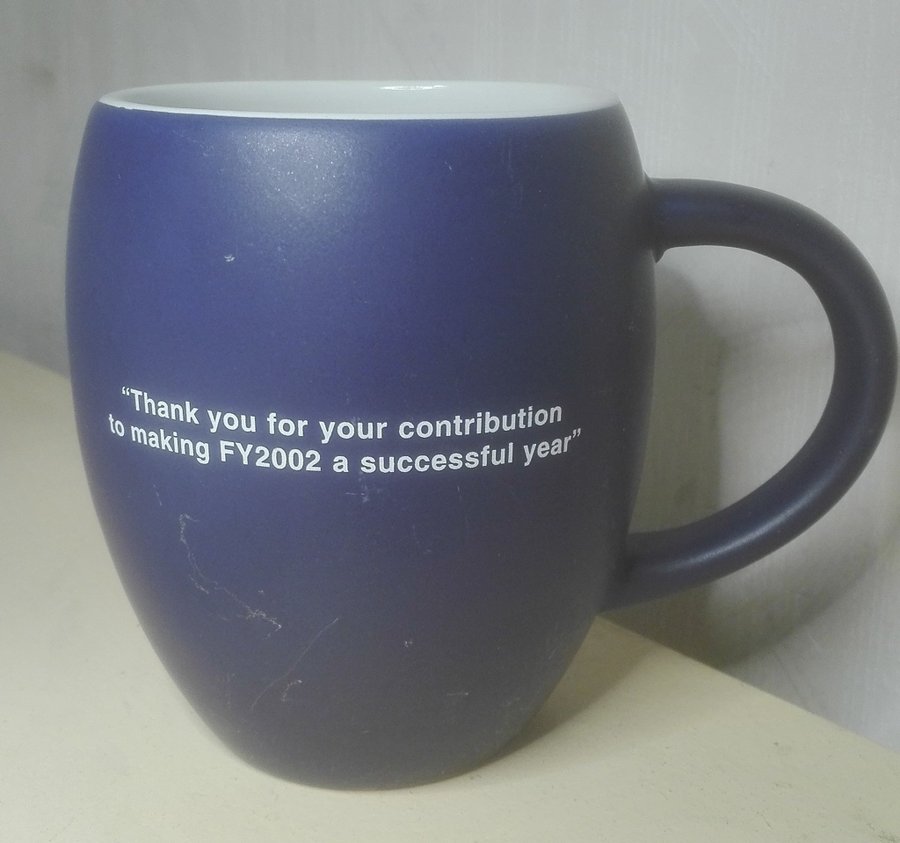 “Thank you for your contribution
to making FY2002 a successful year”